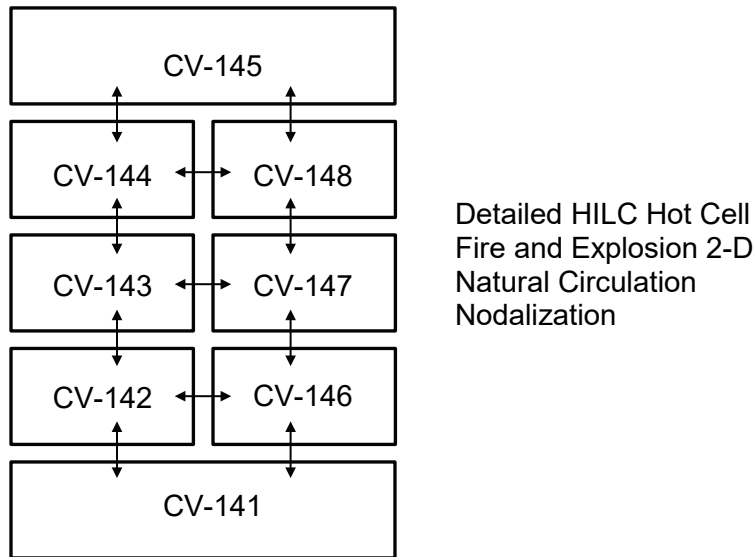 CV-145
CV-144 CV-148
Detailed HILC Hot Cell
Fire and Explosion 2-D
Natural Circulation
Nodalization
CV-143 CV-147
CV-142 CV-146
CV-141